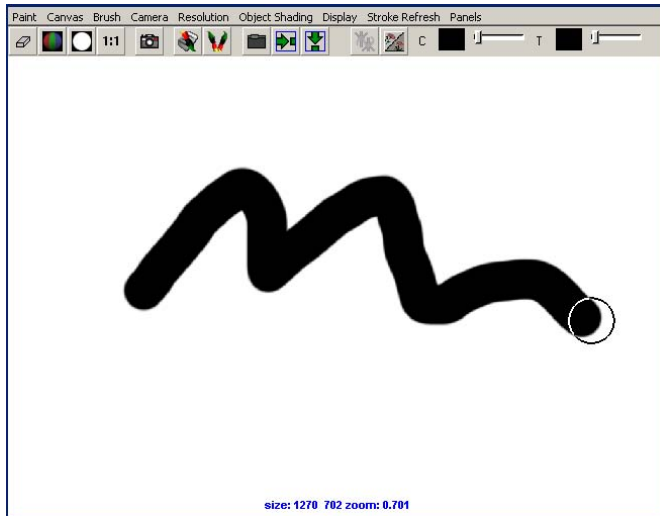 Paint Canvas Brush Camera Resolution Object Shading Display Stroke Refresh Panels
1:1 C T
size: 1270 702 zoom: 0.701